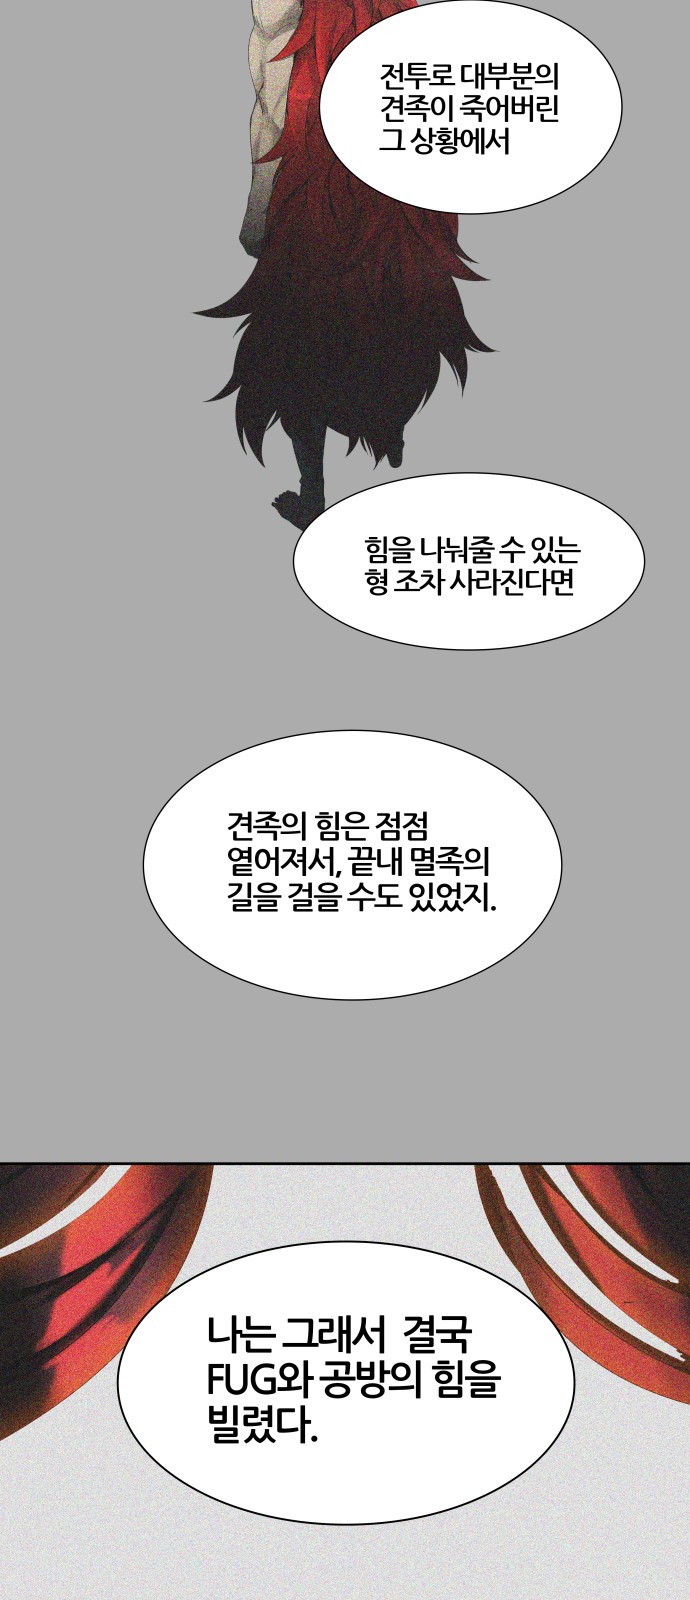 전투로 대부분의
견족이 죽어버린
그 상황에서
힘을 나눠줄 수 있는
형 조차 사라진다면
견족의 힘은 점점
옅어져서, 끝내 멸족의
길을 걸을 수도 있었지.
나는 그래서 결국
FUG와 공방의 힘을
빌렸다.